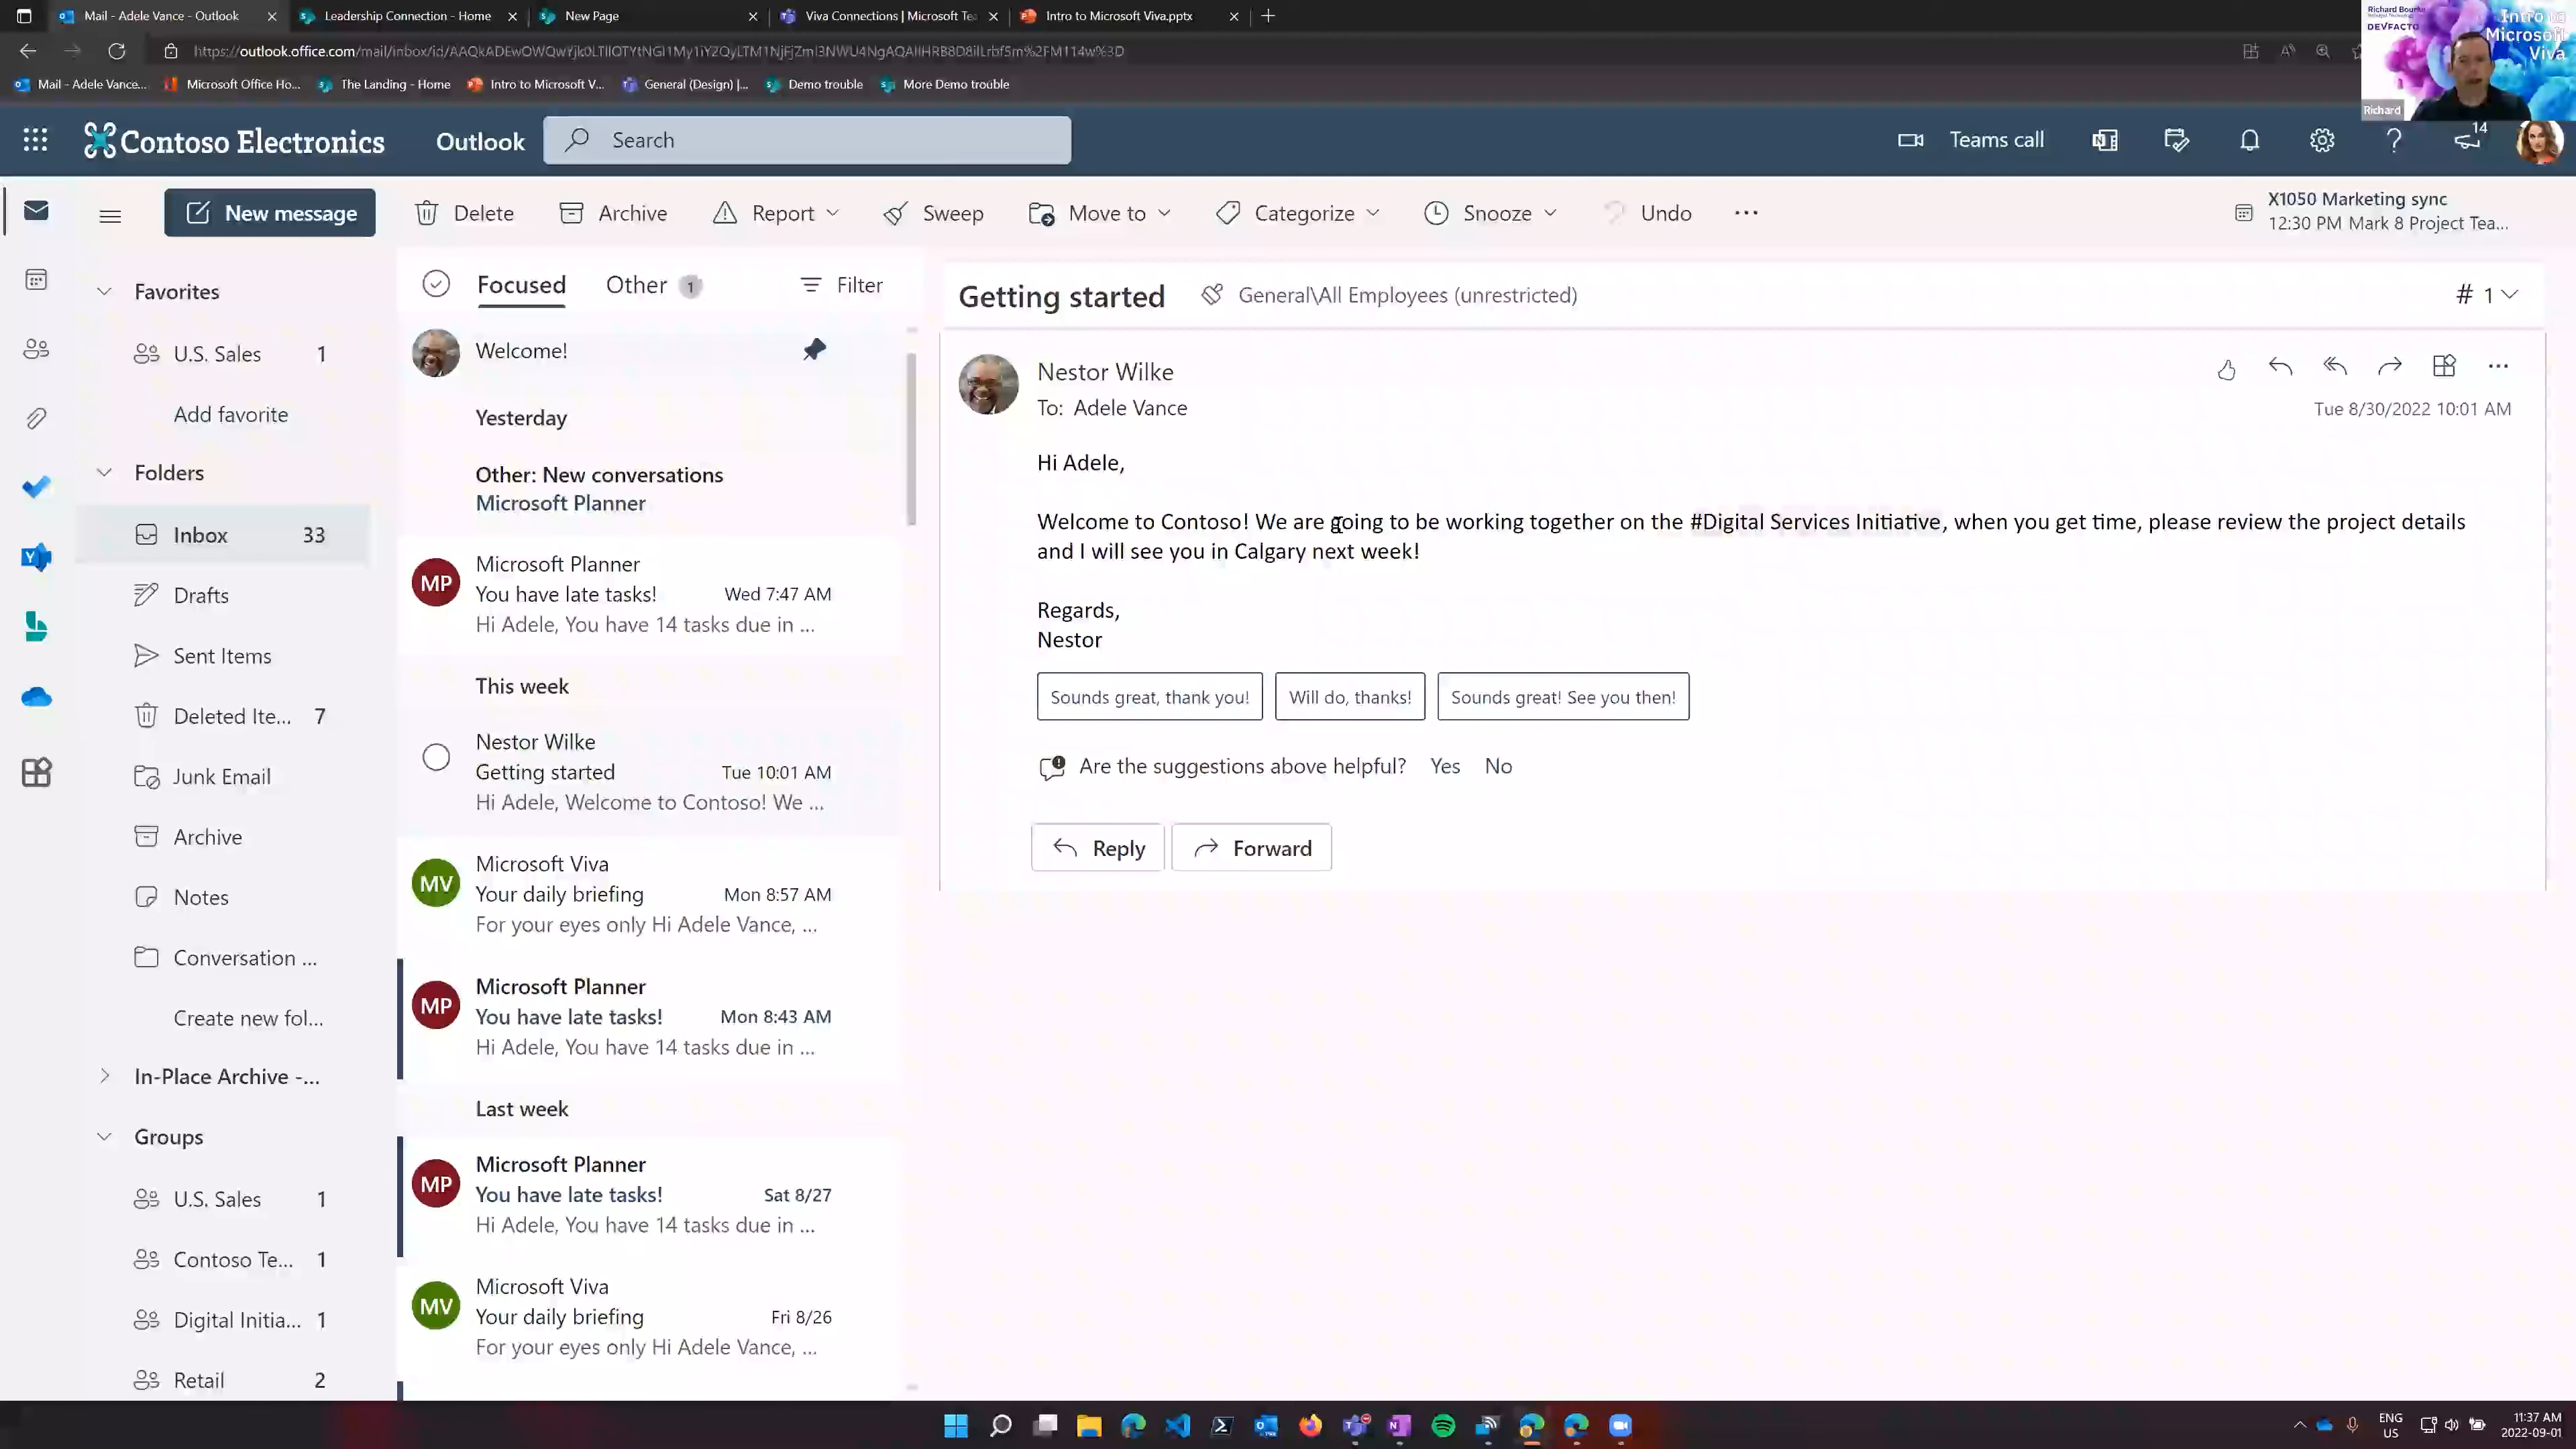 Mail - Adele Vance - Outlook
Leadership Connection - Home
New Page
Viva Connections | Microsoft Te
Intro to Microsoft Viva.pptx
Mail - Adele Vance...
Microsoft Office Ho...
The Landing - Home
Intro to Microsoft V...
General (Design) |...
Demo trouble
More Demo trouble
DEVFACTO
Intro to
Microsoft
Viva
Richard
Contoso Electronics
Outlook
Search
Teams call
14
New message
Delete
Archive
Report
Sweep
Move to
Categorize
Snooze
Undo
X1050 Marketing sync
12:30 PM Mark 8 Project Tea...
Favorites
U.S. Sales 1
Add favorite
Folders
Inbox 33
Drafts
Sent Items
Deleted Ite... 7
Junk Email
Archive
Notes
Conversation ...
Create new fol...
In-Place Archive -...
Groups
U.S. Sales 1
Contoso Te... 1
Digital Initia... 1
Retail 2
Focused
Other 1
Filter
Welcome!
Yesterday
Other: New conversations
Microsoft Planner
MP
Microsoft Planner
You have late tasks! Wed 7:47 AM
Hi Adele, You have 14 tasks due in ...
This week
Nestor Wilke
Getting started Tue 10:01 AM
Hi Adele, Welcome to Contoso! We ...
MV
Microsoft Viva
Your daily briefing Mon 8:57 AM
For your eyes only Hi Adele Vance, ...
MP
Microsoft Planner
You have late tasks! Mon 8:43 AM
Hi Adele, You have 14 tasks due in ...
Last week
MP
Microsoft Planner
You have late tasks! Sat 8/27
Hi Adele, You have 14 tasks due in ...
MV
Microsoft Viva
Your daily briefing Fri 8/26
For your eyes only Hi Adele Vance, ...
Getting started
General\All Employees (unrestricted)
# 1
Nestor Wilke
To: Adele Vance
Tue 8/30/2022 10:01 AM
Hi Adele,
Welcome to Contoso! We are going to be working together on the #Digital Services Initiative, when you get time, please review the project details
and I will see you in Calgary next week!
Regards,
Nestor
Sounds great, thank you!
Will do, thanks!
Sounds great! See you then!
Are the suggestions above helpful? Yes No
Reply
Forward
ENG
US
11:37 AM
2022-09-01